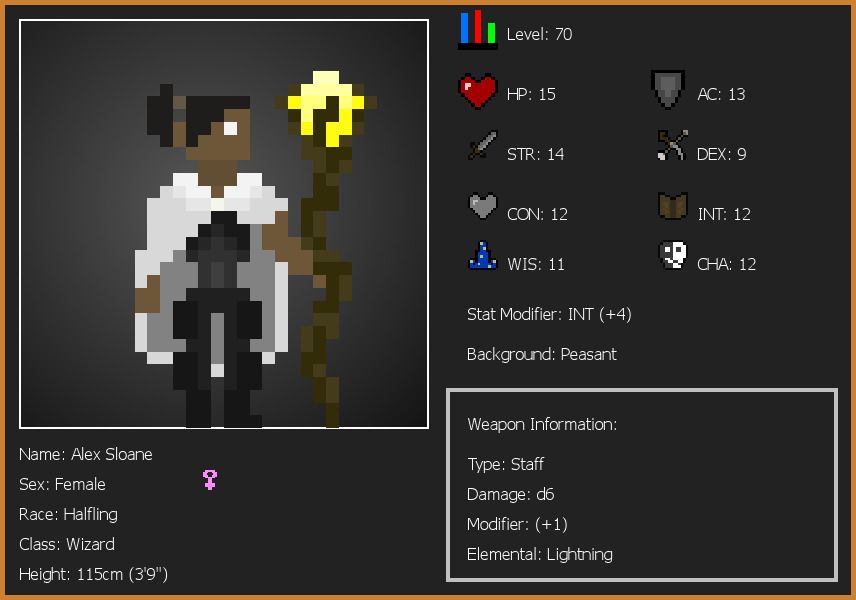 Level: 70
HP: 15
AC: 13
STR: 14
DEX: 9
CON: 12
INT: 12
WIS: 11
CHA: 12
Stat Modifier: INT (+4)
Background: Peasant
Weapon Information:
Type: Staff
Damage: d6
Modifier: (+1)
Elemental: Lightning
Name: Alex Sloane
Sex: Female
Race: Halfling
Class: Wizard
Height: 115cm (3'9")